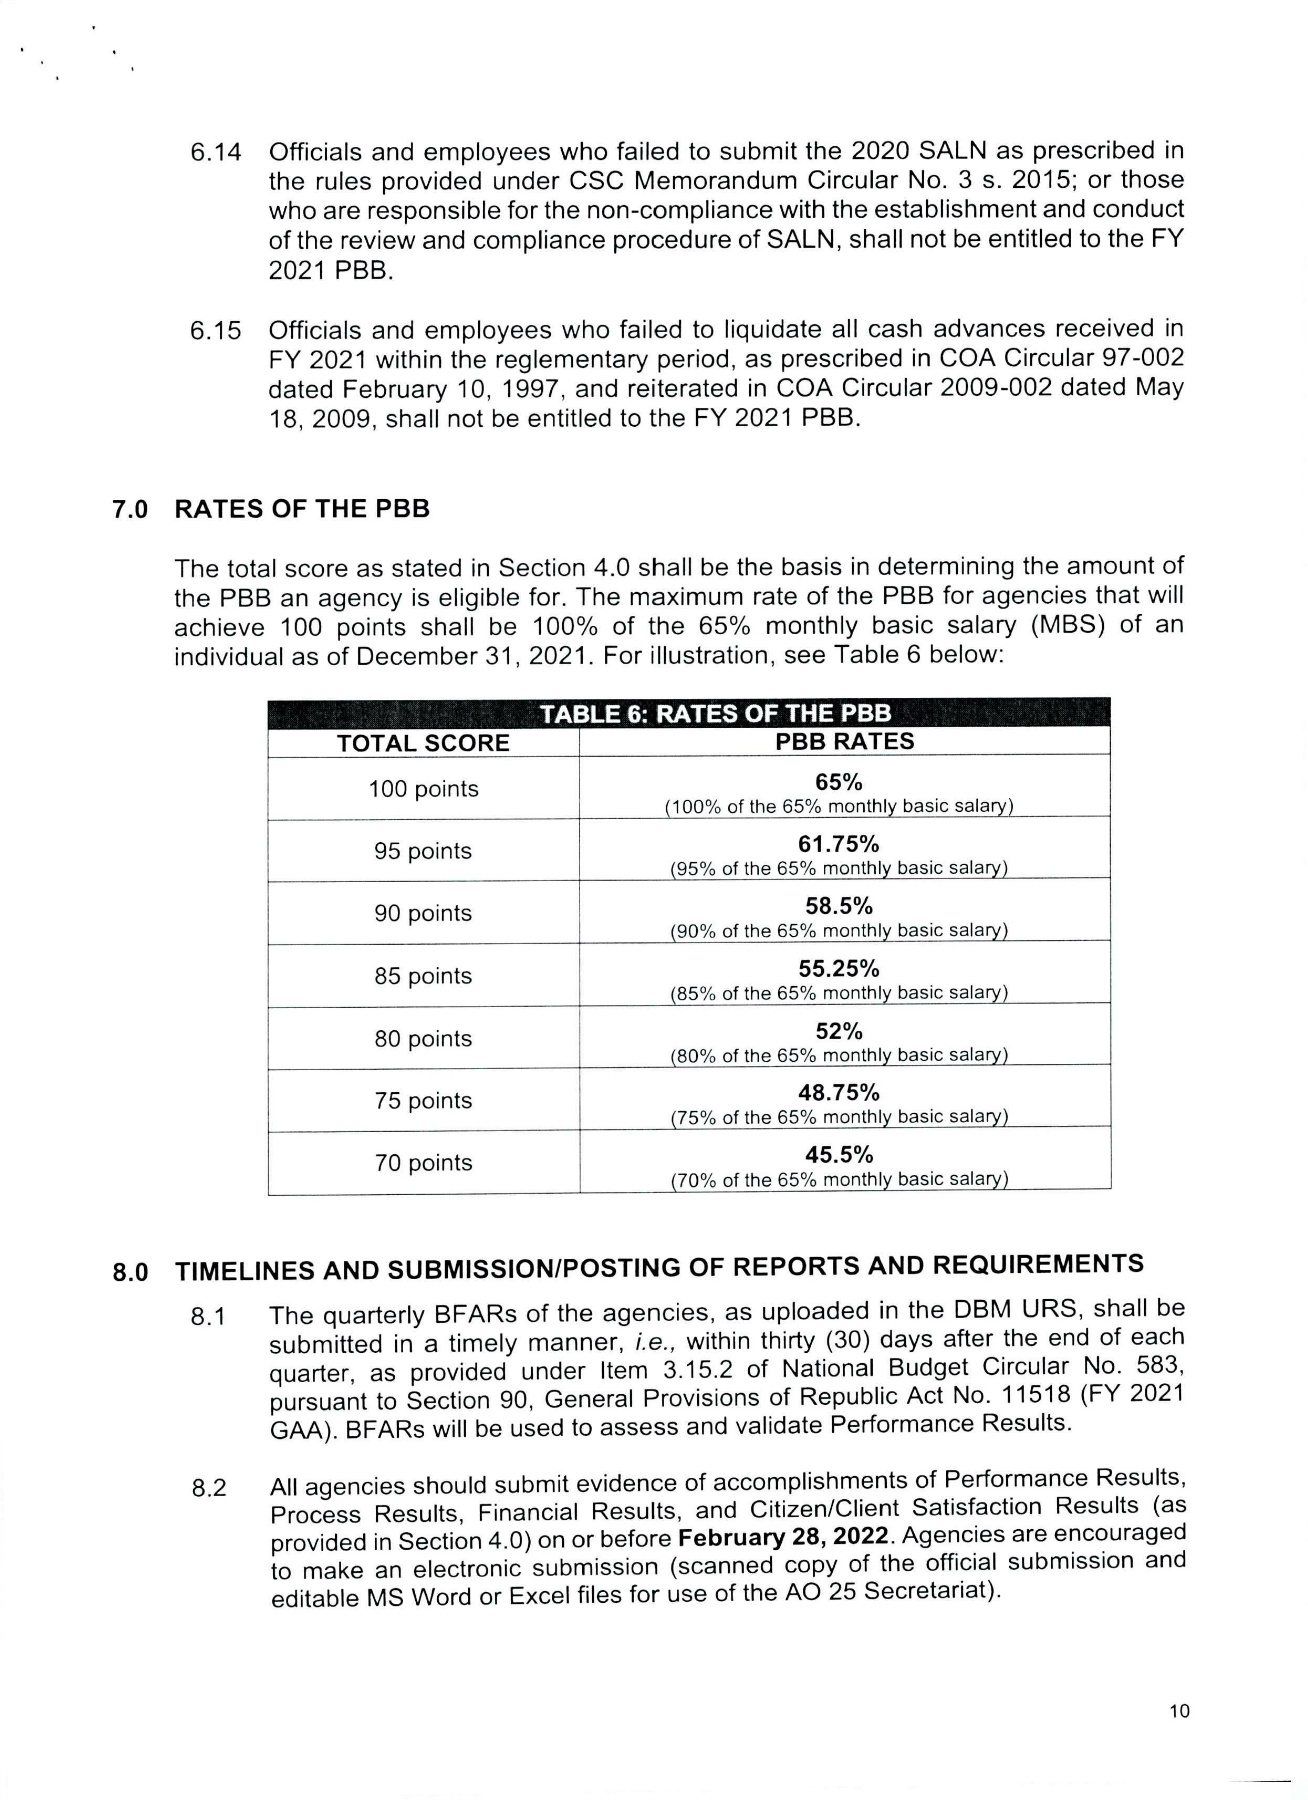 6.14 Officials and employees who failed to submit the 2020 SALN as prescribed in
the rules provided under CSC Memorandum Circular No. 3 s. 2015; or those
who are responsible for the non-compliance with the establishment and conduct
of the review and compliance procedure of SALN, shall not be entitled to the FY
2021 PBB.
6.15 Officials and employees who failed to liquidate all cash advances received in
FY 2021 within the reglementary period, as prescribed in COA Circular 97-002
dated February 10, 1997, and reiterated in COA Circular 2009-002 dated May
18, 2009, shall not be entitled to the FY 2021 PBB.
7.0 RATES OF THE PBB
The total score as stated in Section 4.0 shall be the basis in determining the amount of
the PBB an agency is eligible for. The maximum rate of the PBB for agencies that will
achieve 100 points shall be 100% of the 65% monthly basic salary (MBS) of an
individual as of December 31, 2021. For illustration, see Table 6 below:
TABLE 6: RATES OF THE PBB
TOTAL SCORE PBB RATES
100 points 65%
(100% of the 65% monthly basic salary)
95 points 61.75%
(95% of the 65% monthly basic salary)
90 points 58.5%
(90% of the 65% monthly basic salary)
85 points 55.25%
(85% of the 65% monthly basic salary)
80 points 52%
(80% of the 65% monthly basic salary)
75 points 48.75%
(75% of the 65% monthly basic salary)
70 points 45.5%
(70% of the 65% monthly basic salary)
8.0 TIMELINES AND SUBMISSION/POSTING OF REPORTS AND REQUIREMENTS
8.1 The quarterly BFARs of the agencies, as uploaded in the DBM URS, shall be
submitted in a timely manner, i.e., within thirty (30) days after the end of each
quarter, as provided under Item 3.15.2 of National Budget Circular No. 583,
pursuant to Section 90, General Provisions of Republic Act No. 11518 (FY 2021
GAA). BFARs will be used to assess and validate Performance Results.
8.2 All agencies should submit evidence of accomplishments of Performance Results,
Process Results, Financial Results, and Citizen/Client Satisfaction Results (as
provided in Section 4.0) on or before February 28, 2022. Agencies are encouraged
to make an electronic submission (scanned copy of the official submission and
editable MS Word or Excel files for use of the AO 25 Secretariat).
10